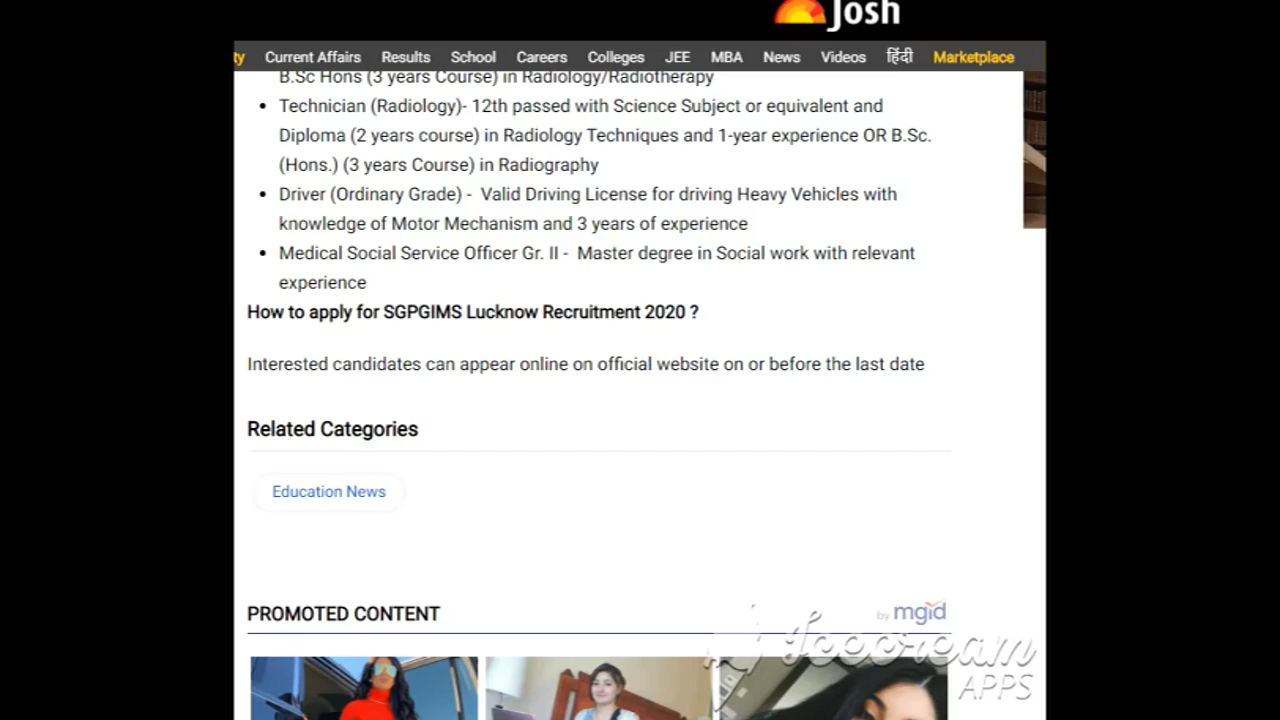 Josh
ty Current Affairs Results School Careers Colleges JEE MBA News Videos हिंदी Marketplace
B.Sc Hons (3 years Course) in Radiology/Radiotherapy
• Technician (Radiology)- 12th passed with Science Subject or equivalent and
Diploma (2 years course) in Radiology Techniques and 1-year experience OR B.Sc.
(Hons.) (3 years Course) in Radiography
• Driver (Ordinary Grade) - Valid Driving License for driving Heavy Vehicles with
knowledge of Motor Mechanism and 3 years of experience
• Medical Social Service Officer Gr. II - Master degree in Social work with relevant
experience
How to apply for SGPGIMS Lucknow Recruitment 2020 ?
Interested candidates can appear online on official website on or before the last date
Related Categories
Education News
PROMOTED CONTENT
by mgid
Icecream
APPS